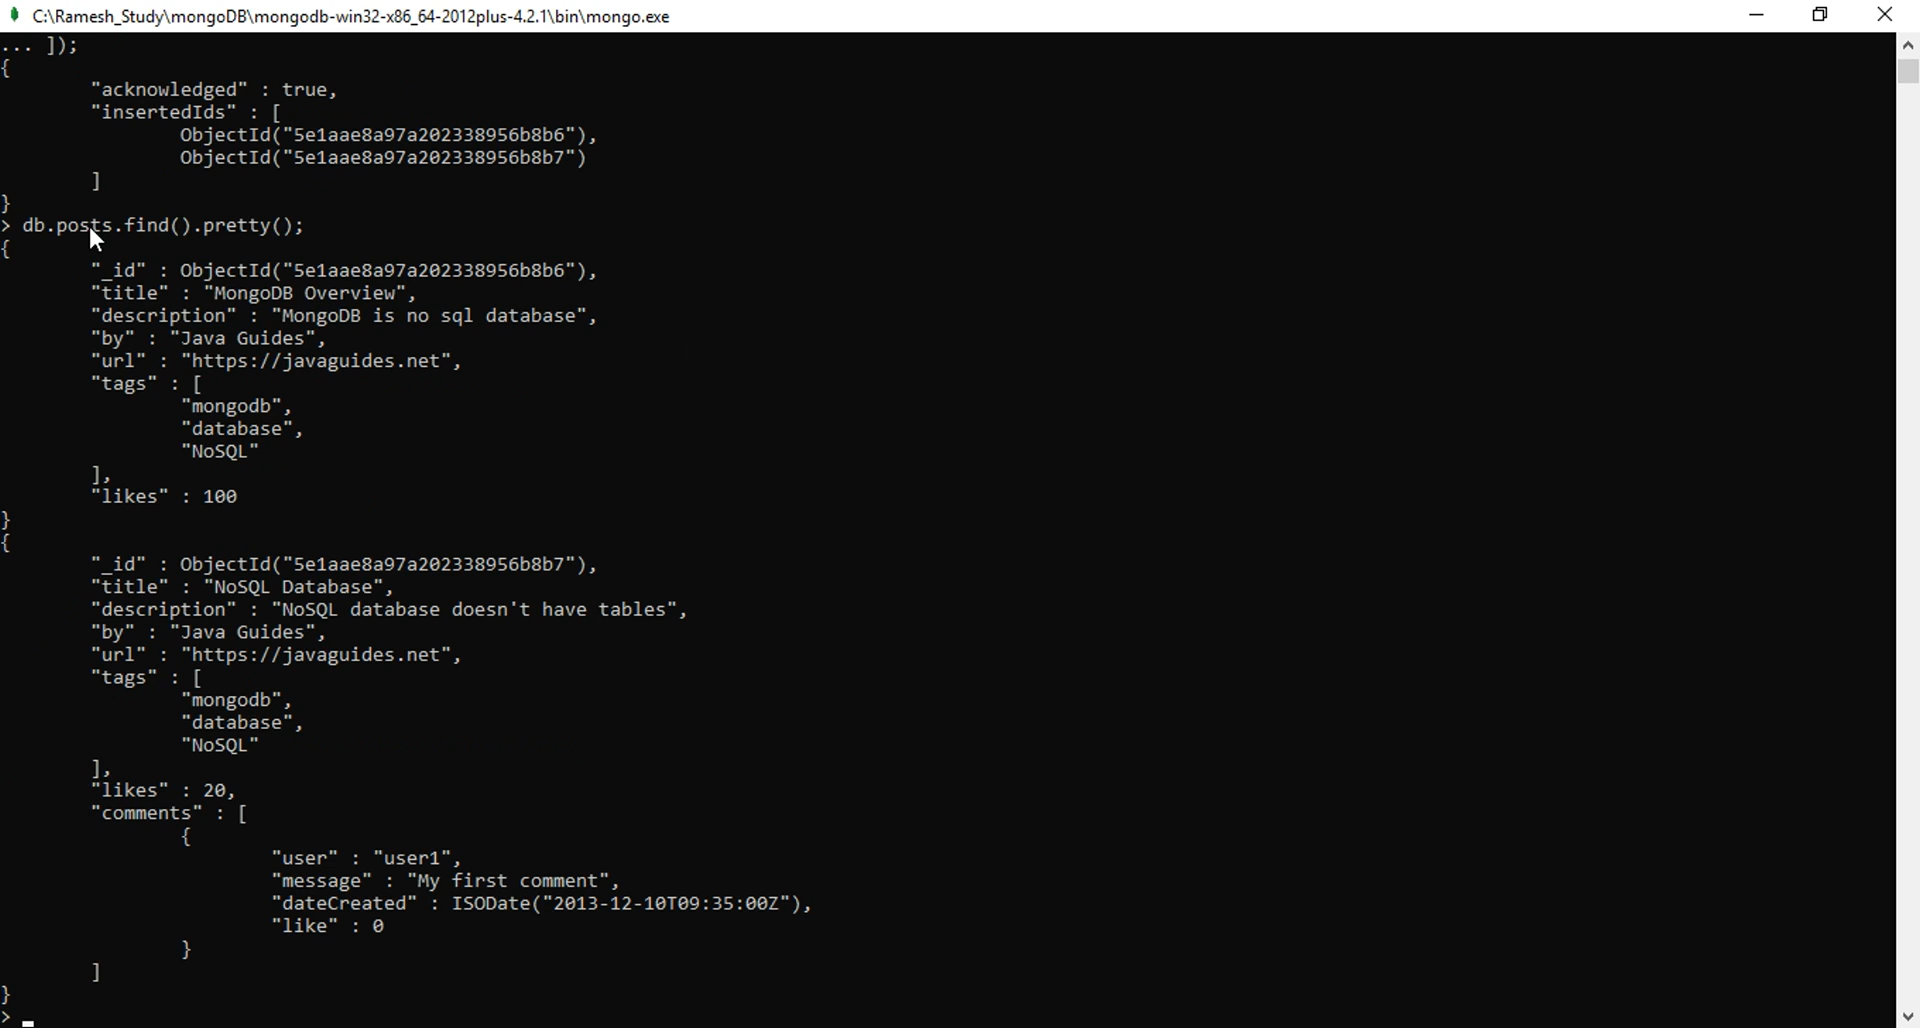 C:\Ramesh_Study\mongoDB\mongodb-win32-x86_64-2012plus-4.2.1\bin\mongo.exe
... ]);
{
        "acknowledged" : true,
        "insertedIds" : [
                ObjectId("5e1aae8a97a202338956b8b6"),
                ObjectId("5e1aae8a97a202338956b8b7")
        ]
}
> db.posts.find().pretty();
{
        "_id" : ObjectId("5e1aae8a97a202338956b8b6"),
        "title" : "MongoDB Overview",
        "description" : "MongoDB is no sql database",
        "by" : "Java Guides",
        "url" : "https://javaguides.net",
        "tags" : [
                "mongodb",
                "database",
                "NoSQL"
        ],
        "likes" : 100
}
{
        "_id" : ObjectId("5e1aae8a97a202338956b8b7"),
        "title" : "NoSQL Database",
        "description" : "NoSQL database doesn't have tables",
        "by" : "Java Guides",
        "url" : "https://javaguides.net",
        "tags" : [
                "mongodb",
                "database",
                "NoSQL"
        ],
        "likes" : 20,
        "comments" : [
                {
                        "user" : "user1",
                        "message" : "My first comment",
                        "dateCreated" : ISODate("2013-12-10T09:35:00Z"),
                        "like" : 0
                }
        ]
}
> _